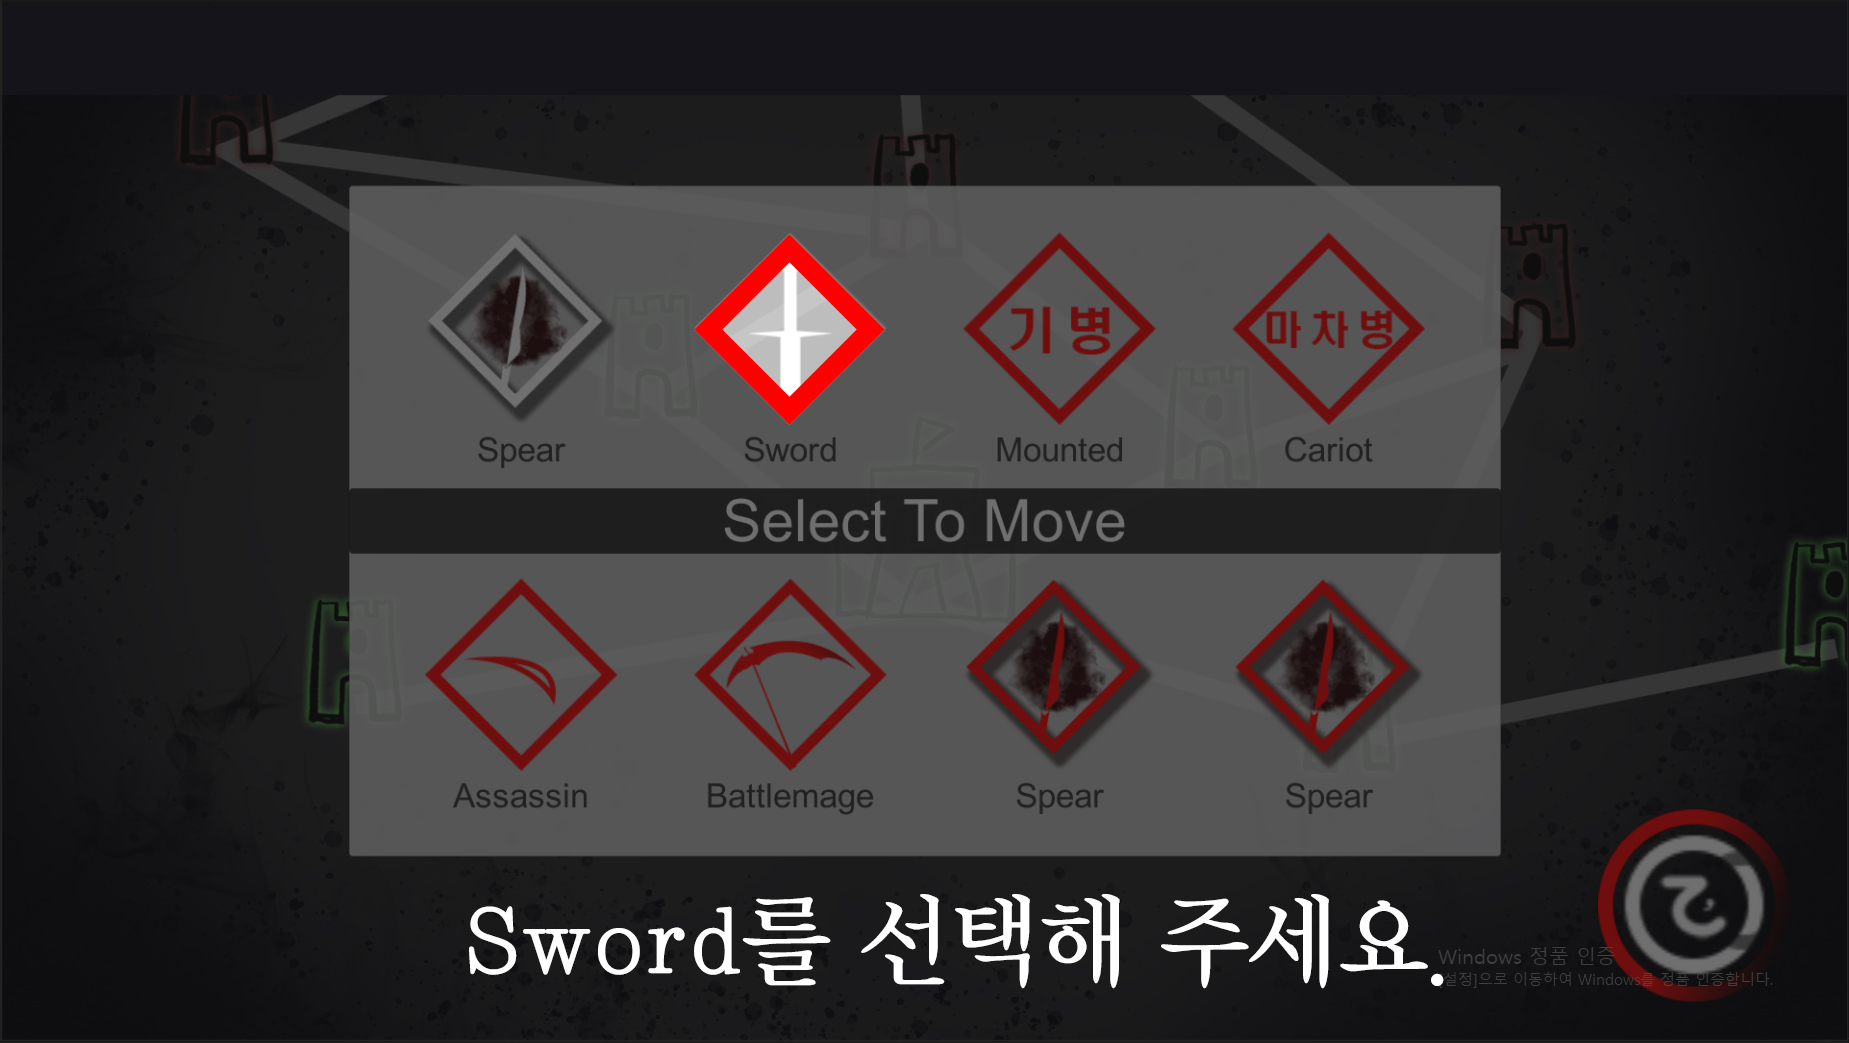 기병
마차병
Spear
Sword
Mounted
Cariot
Select To Move
Assassin
Battlemage
Spear
Spear
Sword를 선택해 주세요.
Windows 정품 인증
[설정]으로 이동하여 Windows를 정품 인증합니다.